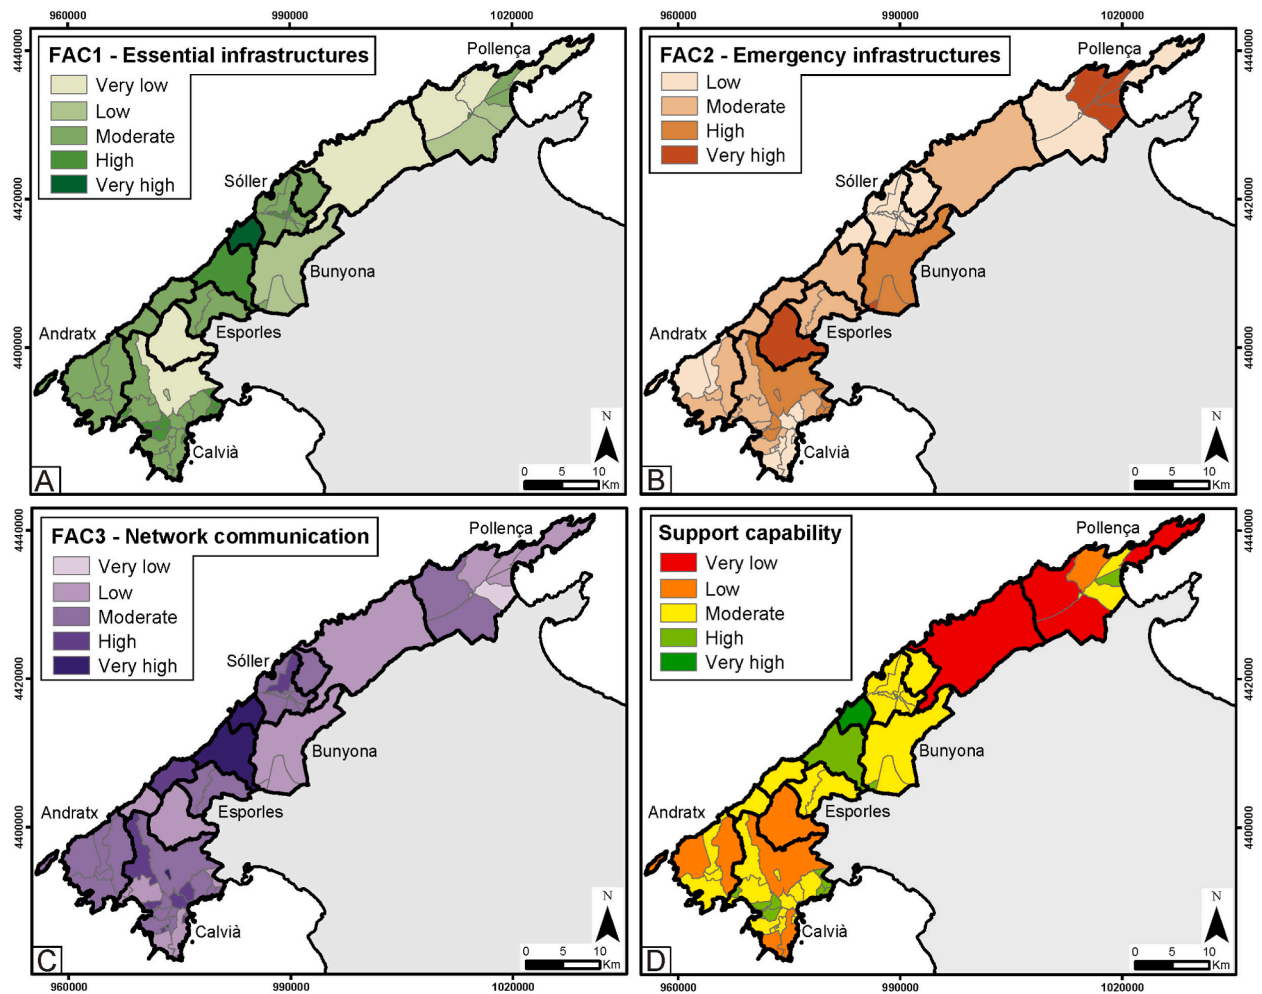 960000 990000 1020000 960000 990000 1020000
FAC1 - Essential infrastructures
Very low
Low
Moderate
High
Very high
Pollença
Sóller
Bunyona
Esporles
Andratx
Calvià
4440000
4420000
4400000
N
0 5 10
Km
A
FAC2 - Emergency infrastructures
Low
Moderate
High
Very high
Pollença
Sóller
Bunyona
Esporles
Andratx
Calvià
4440000
4420000
4400000
N
0 5 10
Km
B
FAC3 - Network communication
Very low
Low
Moderate
High
Very high
Pollença
Sóller
Bunyona
Esporles
Andratx
Calvià
4440000
4420000
4400000
N
0 5 10
Km
C
Support capability
Very low
Low
Moderate
High
Very high
Pollença
Sóller
Bunyona
Esporles
Andratx
Calvià
4440000
4420000
4400000
N
0 5 10
Km
D
960000 990000 1020000 960000 990000 1020000